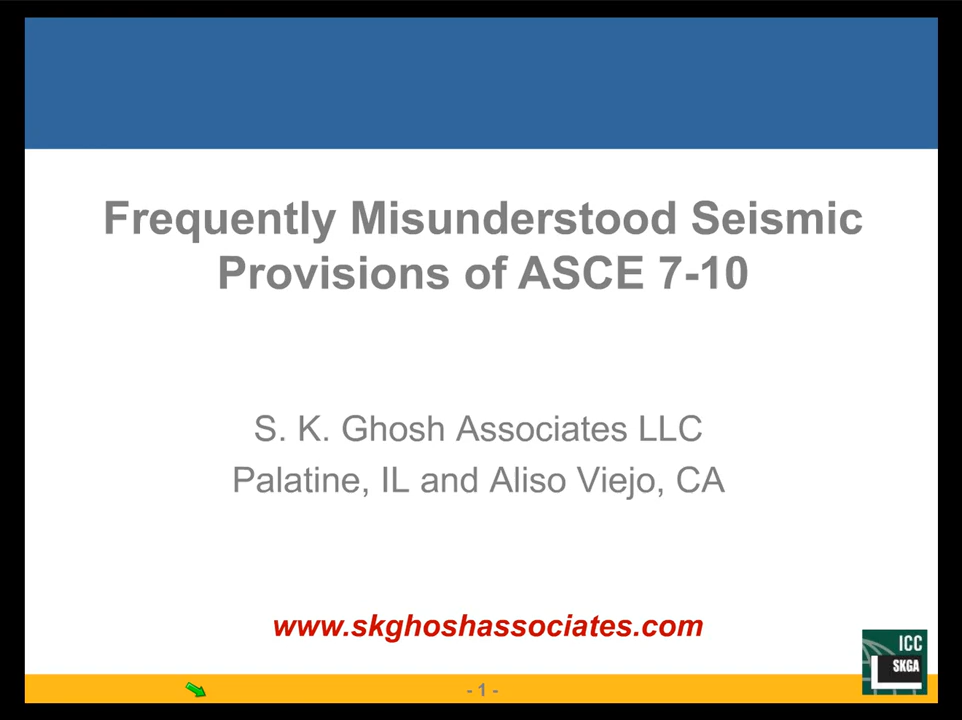 Frequently Misunderstood Seismic
Provisions of ASCE 7-10
S. K. Ghosh Associates LLC
Palatine, IL and Aliso Viejo, CA
www.skghoshassociates.com
ICC
SKGA
- 1 -